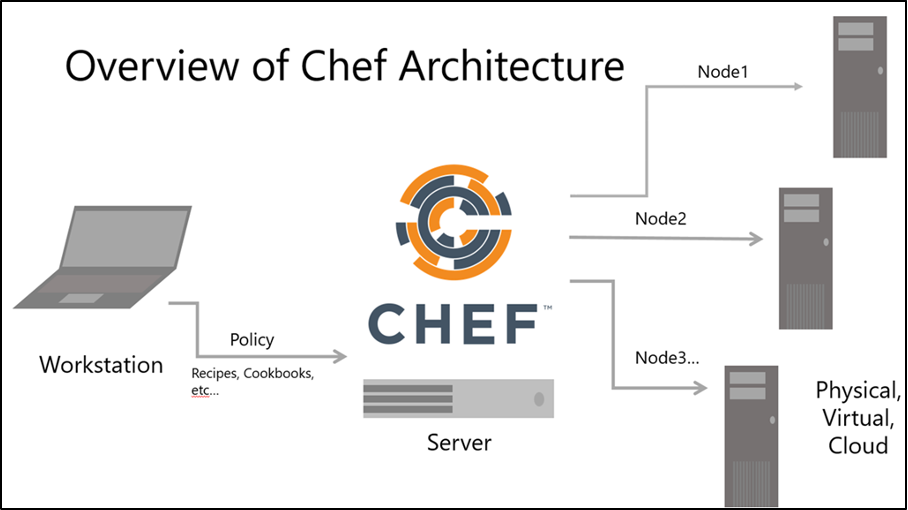 Overview of Chef Architecture
Node1
Node2
CHEF™
Policy
Recipes, Cookbooks,
etc...
Workstation
Server
Node3...
Physical,
Virtual,
Cloud